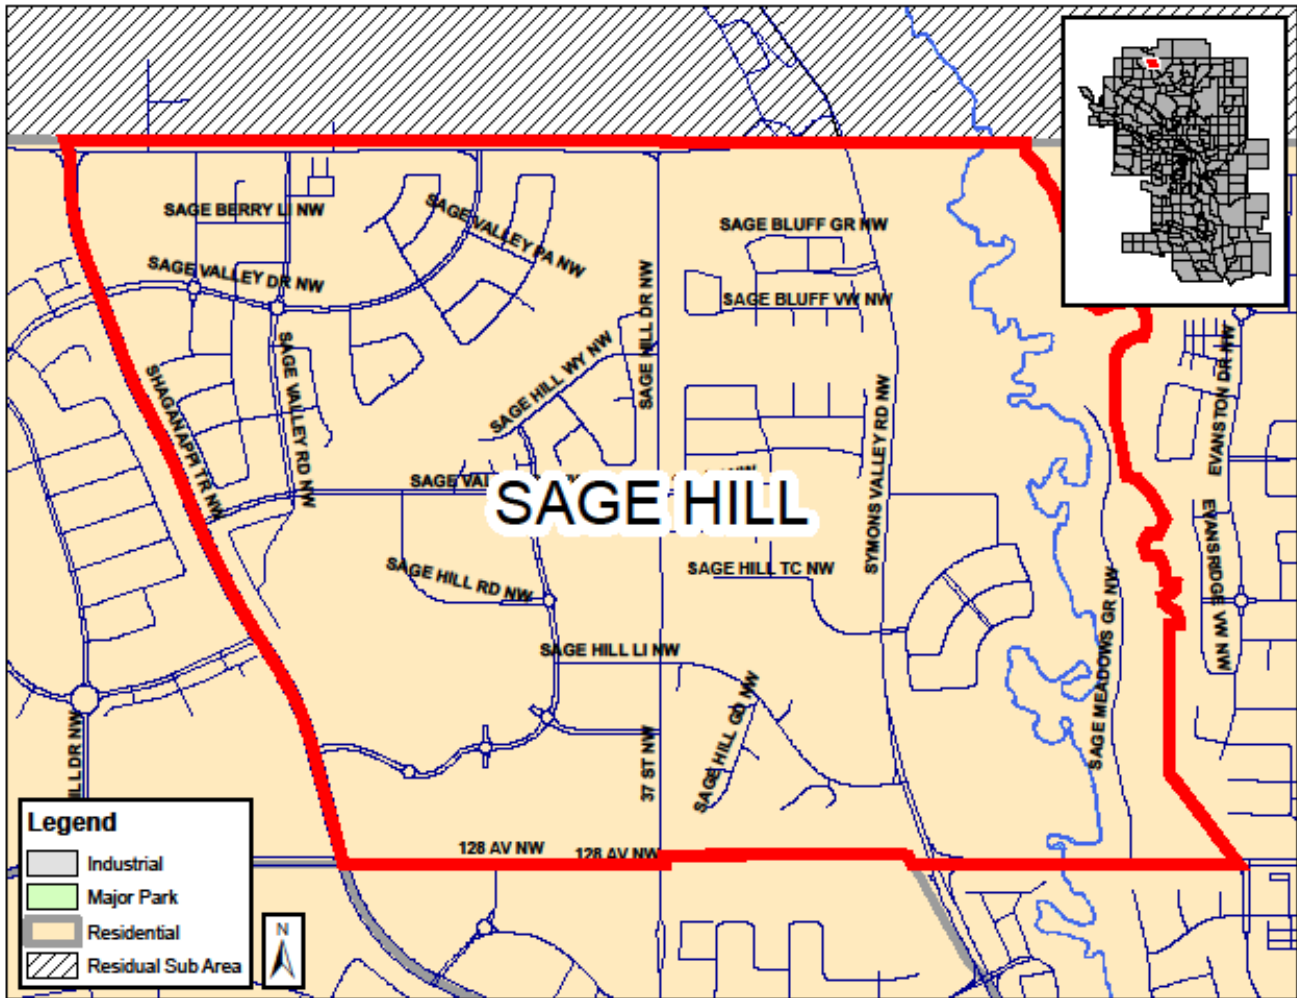 SAGE BERRY LI NW
SAGE VALLEY PA NW
SAGE BLUFF GR NW
SAGE VALLEY DR NW
SAGE BLUFF VW NW
SAGE HILL DR NW
SAGE HILL WY NW
SAGE VALLEY RD NW
SHAGANAPPI TR NW
SYMONS VALLEY RD NW
EVANSTON DR NW
EVANSRIDGE VW NW
SAGE
SAGE HILL
SAGE HILL RD NW
SAGE HILL TC NW
SAGE HILL LI NW
SAGE HILL GD NW
SAGE MEADOWS GR NW
37 ST NW
DR NW
128 AV NW
128 AV NW
Legend
Industrial
Major Park
Residential
Residual Sub Area
N